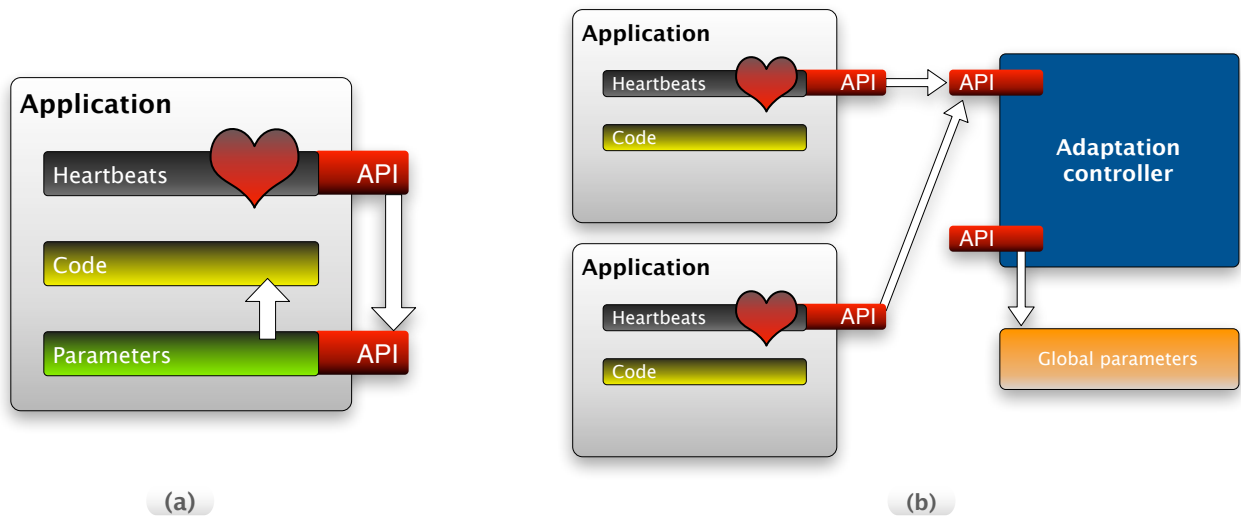 Application
Heartbeats
API
Code
Parameters
API
(a)
Application
Heartbeats
API
Code
Application
Heartbeats
API
Code
API
Adaptation
controller
API
Global parameters
(b)